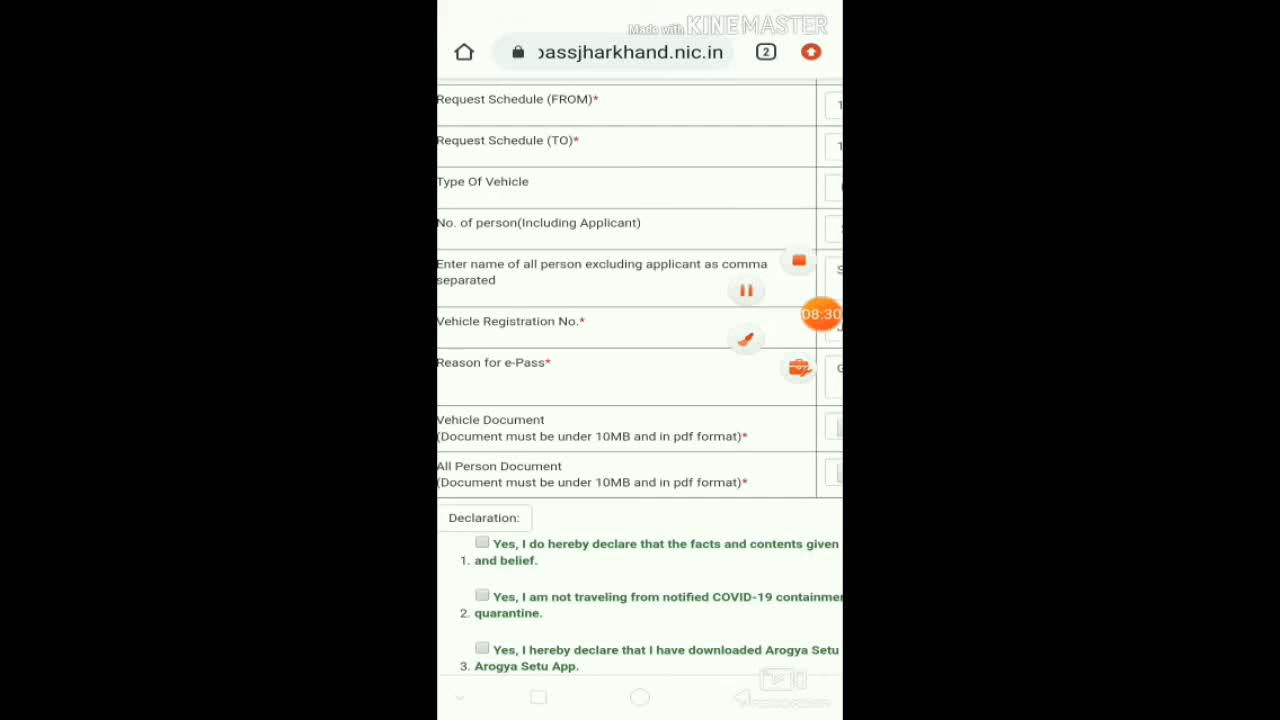 Made with KINEMASTER
passjharkhand.nic.in
2
Request Schedule (FROM)*
Request Schedule (TO)*
Type Of Vehicle
No. of person(Including Applicant)
Enter name of all person excluding applicant as comma
separated
08:30
Vehicle Registration No.*
Reason for e-Pass*
Vehicle Document
(Document must be under 10MB and in pdf format)*
All Person Document
(Document must be under 10MB and in pdf format)*
Declaration:
Yes, I do hereby declare that the facts and contents given
1. and belief.
Yes, I am not traveling from notified COVID-19 containme
2. quarantine.
Yes, I hereby declare that I have downloaded Arogya Setu
3. Arogya Setu App.